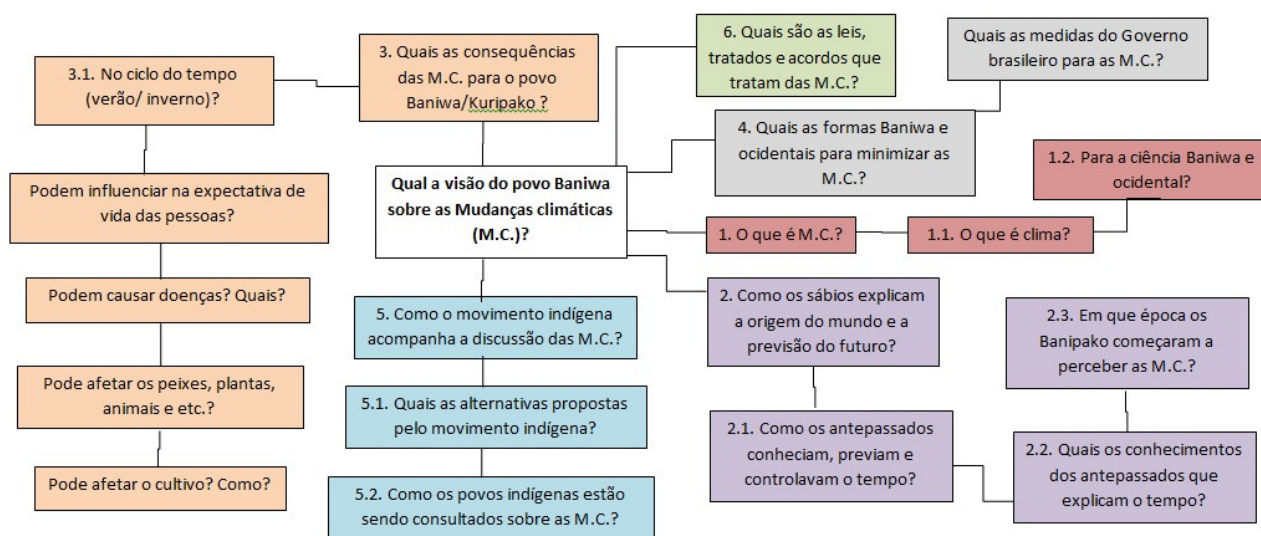 3. Quais as consequências
das M.C. para o povo
Baniwa/Kuripako ?
3.1. No ciclo do tempo
(verão/ inverno)?
Podem influenciar na expectativa de
vida das pessoas?
Podem causar doenças? Quais?
Pode afetar os peixes, plantas,
animais e etc.?
Pode afetar o cultivo? Como?
6. Quais são as leis,
tratados e acordos que
tratam das M.C.?
Quais as medidas do Governo
brasileiro para as M.C.?
4. Quais as formas Baniwa e
ocidentais para minimizar as
M.C.?
Qual a visão do povo Baniwa
sobre as Mudanças climáticas
(M.C.)?
1. O que é M.C.?
1.1. O que é clima?
1.2. Para a ciência Baniwa e
ocidental?
5. Como o movimento indígena
acompanha a discussão das M.C.?
5.1. Quais as alternativas propostas
pelo movimento indígena?
5.2. Como os povos indígenas estão
sendo consultados sobre as M.C.?
2. Como os sábios explicam
a origem do mundo e a
previsão do futuro?
2.1. Como os antepassados
conheciam, previam e
controlavam o tempo?
2.2. Quais os conhecimentos
dos antepassados que
explicam o tempo?
2.3. Em que época os
Banipako começaram a
perceber as M.C.?